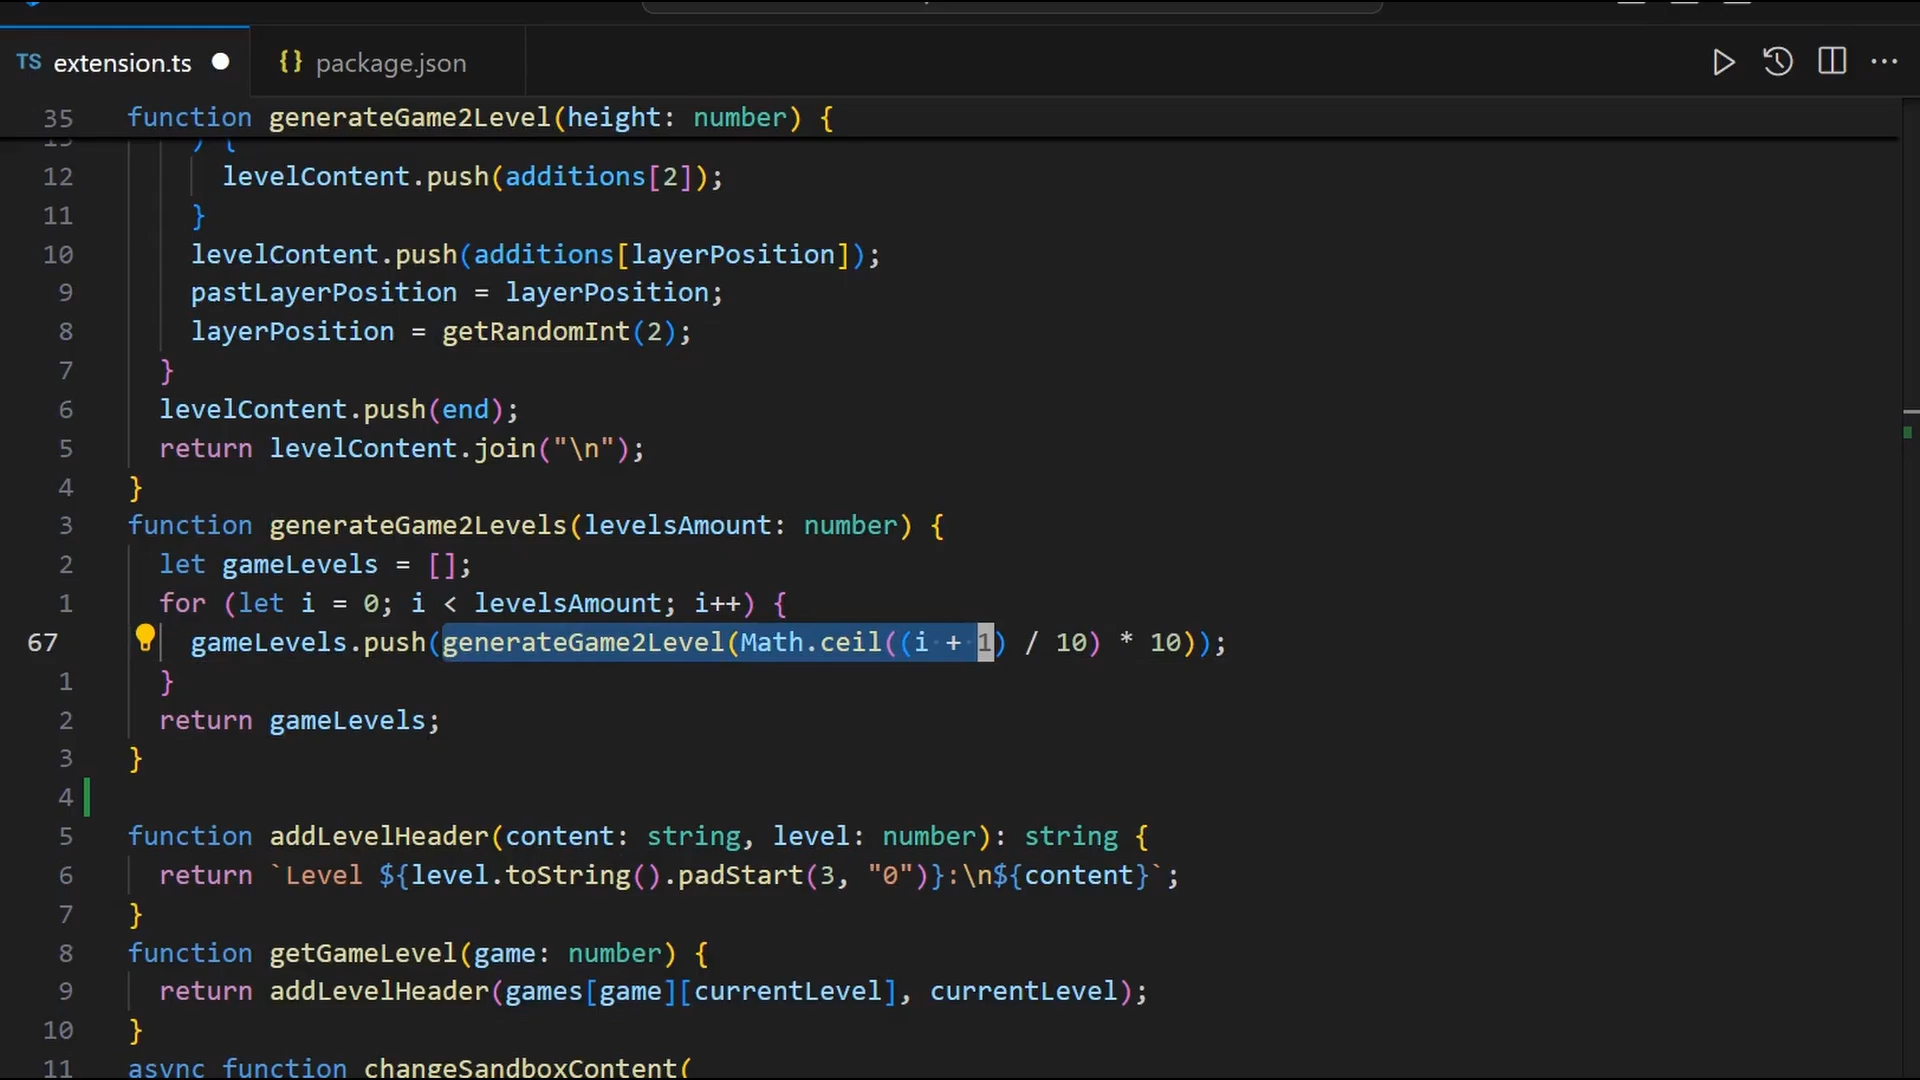 TS extension.ts
{} package.json
35 function generateGame2Level(height: number) {
) {
12 levelContent.push(additions[2]);
11 }
10 levelContent.push(additions[layerPosition]);
9 pastLayerPosition = layerPosition;
8 layerPosition = getRandomInt(2);
7 }
6 levelContent.push(end);
5 return levelContent.join("\n");
4 }
3 function generateGame2Levels(levelsAmount: number) {
2 let gameLevels = [];
1 for (let i = 0; i < levelsAmount; i++) {
67 gameLevels.push(generateGame2Level(Math.ceil((i + 1) / 10) * 10));
1 }
2 return gameLevels;
3 }
4
5 function addLevelHeader(content: string, level: number): string {
6 return `Level ${level.toString().padStart(3, "0")}:\n${content}`;
7 }
8 function getGameLevel(game: number) {
9 return addLevelHeader(games[game][currentLevel], currentLevel);
10 }
11 async function changeSandboxContent(